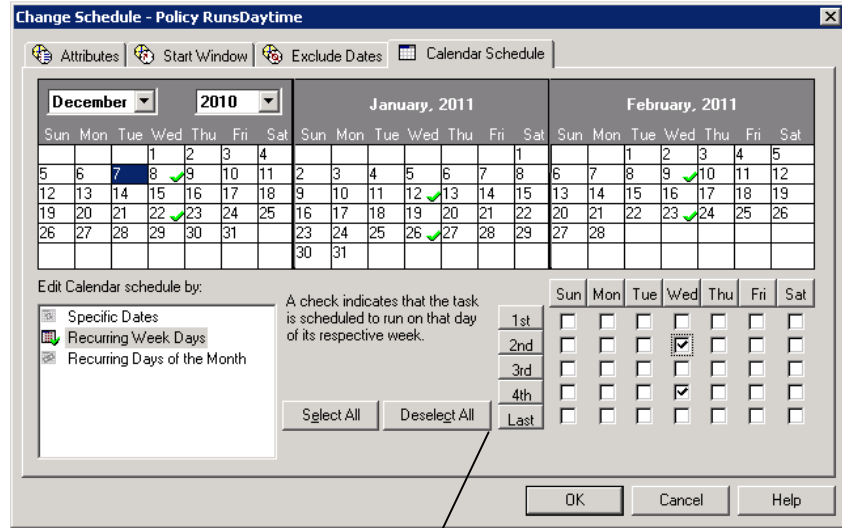 Change Schedule - Policy RunsDaytime
Attributes Start Window Exclude Dates Calendar Schedule
December 2010 January, 2011 February, 2011
Sun Mon Tue Wed Thu Fri Sat Sun Mon Tue Wed Thu Fri Sat Sun Mon Tue Wed Thu Fri Sat
1 2 3 4 1 1 2 3 4 5
5 6 7 8 9 10 11 2 3 4 5 6 7 8 6 7 8 9 10 11 12
12 13 14 15 16 17 18 9 10 11 12 13 14 15 13 14 15 16 17 18 19
19 20 21 22 23 24 25 16 17 18 19 20 21 22 20 21 22 23 24 25 26
26 27 28 29 30 31 23 24 25 26 27 28 29 27 28
30 31
Edit Calendar schedule by:
Specific Dates
Recurring Week Days
Recurring Days of the Month
A check indicates that the task
is scheduled to run on that day
of its respective week.
Select All Deselect All
Sun Mon Tue Wed Thu Fri Sat
1st
2nd
3rd
4th
Last
OK Cancel Help